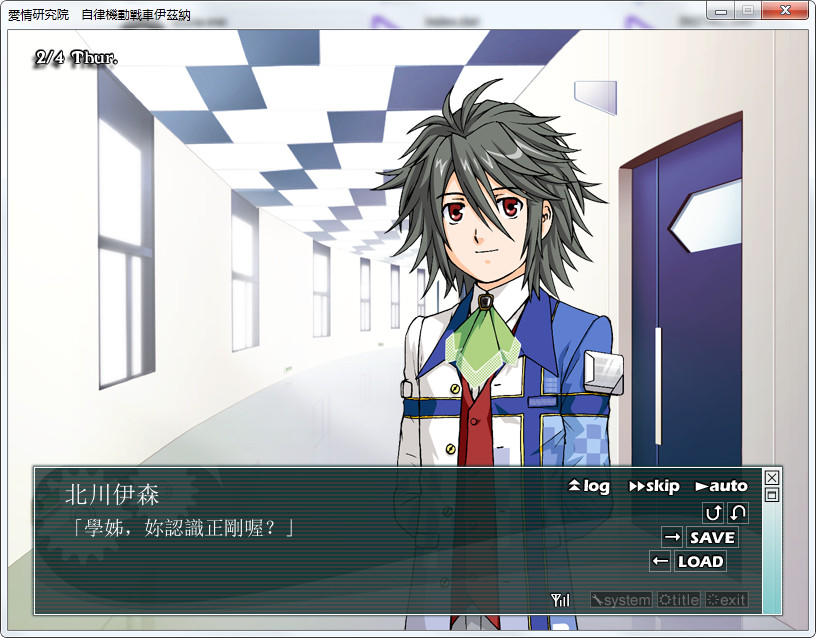 愛情研究院　自律機動戰車伊茲納
2/4 Thur.
log skip auto
北川伊森
「學姊，妳認識正剛喔？」
SAVE
LOAD
system title exit